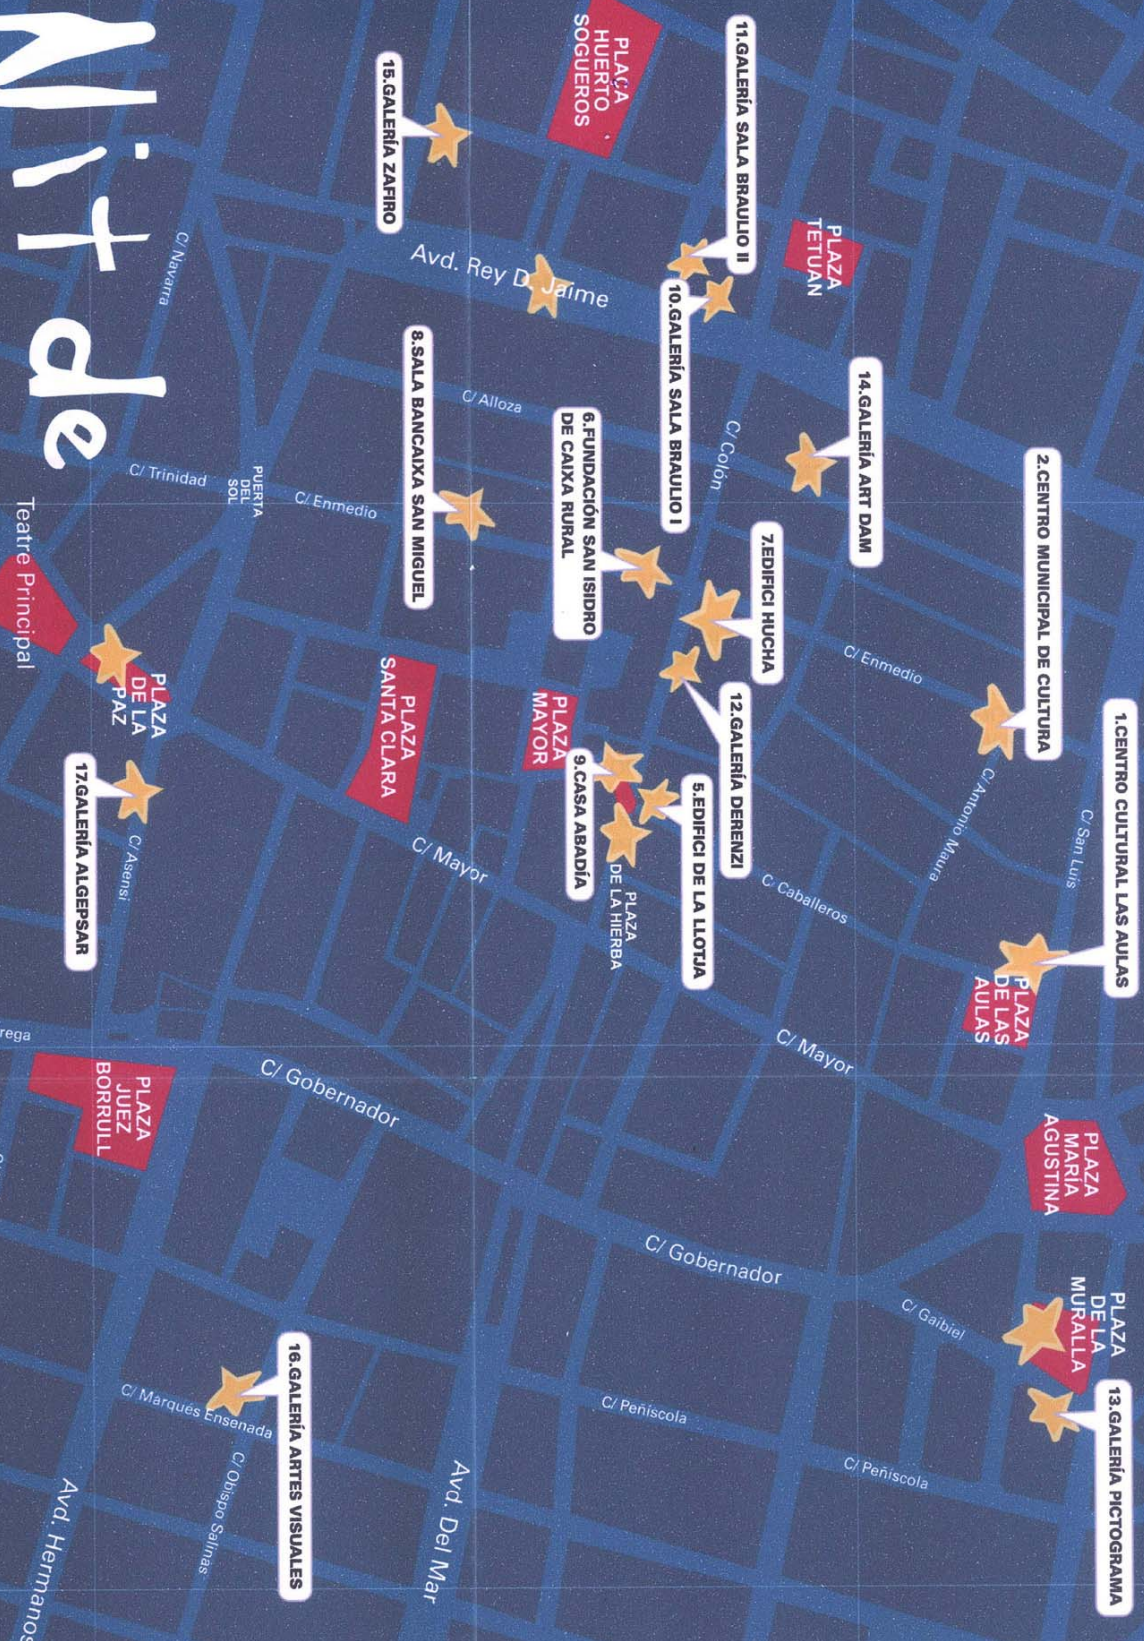 1.CENTRO CULTURAL LAS AULAS
13.GALERÍA PICTOGRAMA
2.CENTRO MUNICIPAL DE CULTURA
C/ San Luis
PLAZA
DE LAS
AULAS
PLAZA
MARÍA
AGUSTINA
PLAZA
DE LA
MURALLA
C/ Antonio Maura
C/ Gaibiel
14.GALERÍA ART DAM
C/ Enmedio
C/ Caballeros
C/ Mayor
C/ Peñíscola
PLAZA
TETUAN
11.GALERÍA SALA BRAULIO II
C/ Colón
7.EDIFICI HUCHA
12.GALERÍA DERENZI
C/ Gobernador
10.GALERÍA SALA BRAULIO I
5.EDIFICI DE LA LLOTJA
C/ Peñíscola
PLAÇA
HUERTO
SOGUEROS
6.FUNDACIÓN SAN ISIDRO
DE CAIXA RURAL
PLAZA
MAYOR
9.CASA ABADÍA
PLAZA
DE LA HIERBA
Avd. Rey D. Jaime
C/ Alloza
15.GALERÍA ZAFIRO
8.SALA BANCAIXA SAN MIGUEL
PLAZA
SANTA CLARA
C/ Mayor
C/ Gobernador
Avd. Del Mar
C/ Enmedio
16.GALERÍA ARTES VISUALES
PUERTA
DEL
SOL
C/ Navarra
C/ Trinidad
C/ Marqués Ensenada
C/ Obispo Salinas
PLAZA
DE LA
PAZ
C/ Asensi
17.GALERÍA ALGEPSAR
PLAZA
JUEZ
BORRULL
Avd. Hermanos
Nit de
Teatre Principal
rega